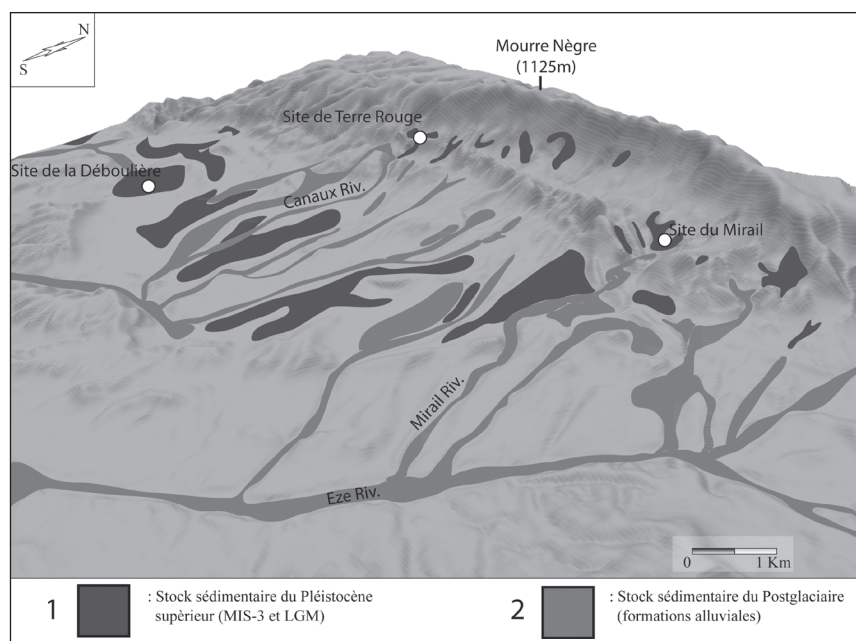 N
S
Mourre Nègre
(1125m)
Site de Terre Rouge
Site de la Déboulière
Canaux Riv.
Site du Mirail
Mirail Riv.
Eze Riv.
0 1 Km
1 : Stock sédimentaire du Pléistocène
supèrieur (MIS-3 et LGM)
2 : Stock sédimentaire du Postglaciaire
(formations alluviales)